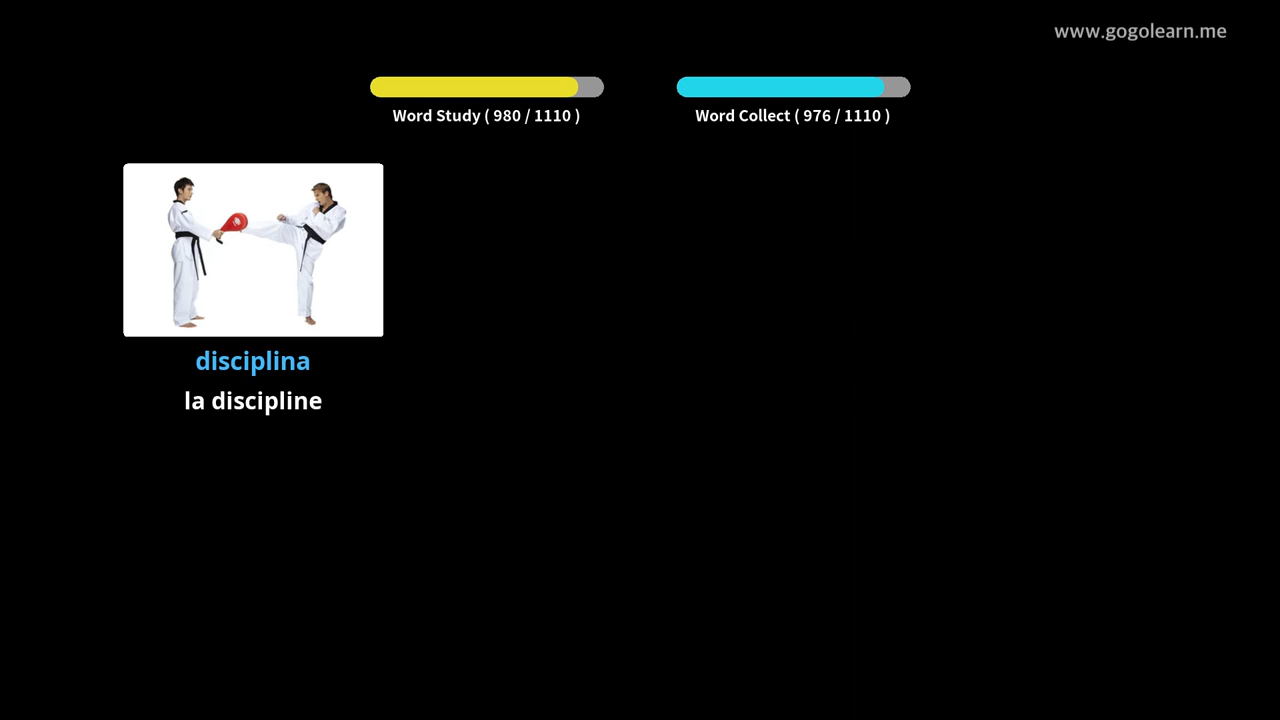 www.gogolearn.me
Word Study ( 980 / 1110 )
Word Collect ( 976 / 1110 )
disciplina
la discipline